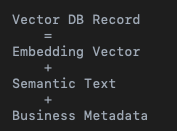 Vector DB Record
=
Embedding Vector
+
Semantic Text
+
Business Metadata